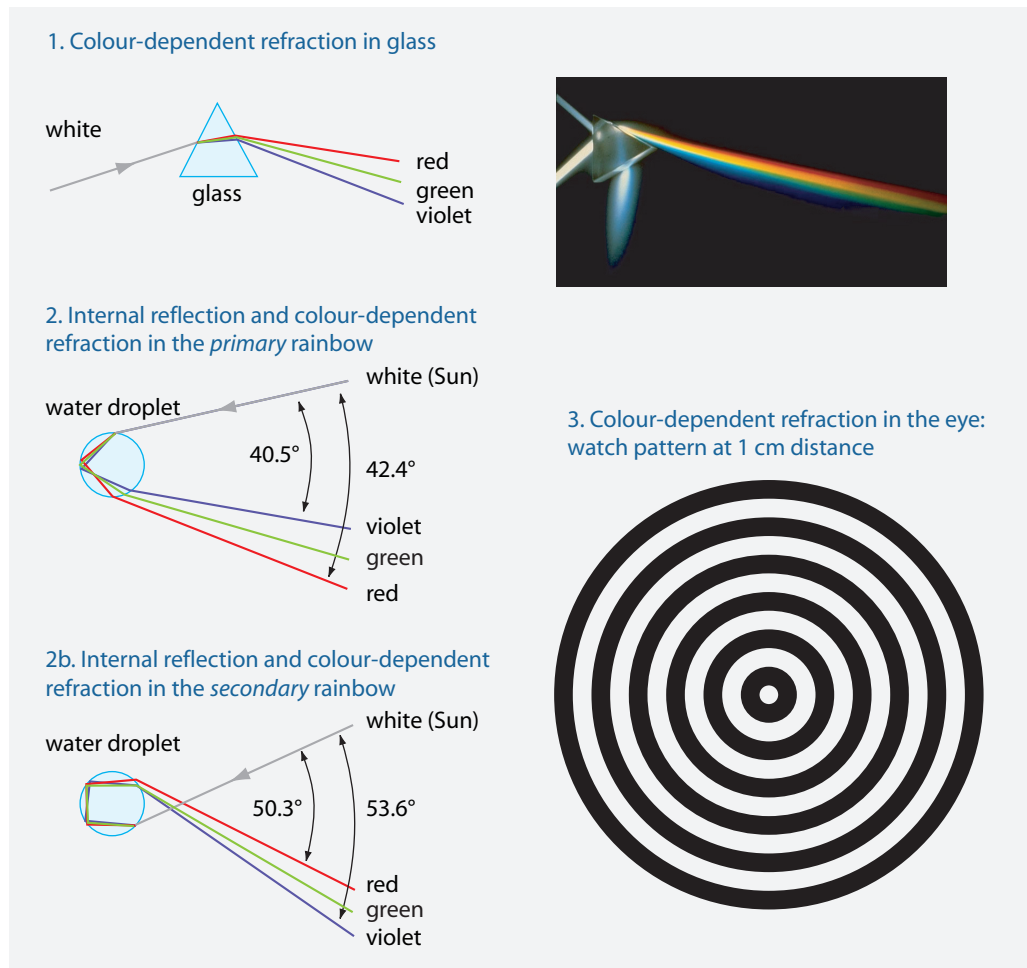 1. Colour-dependent refraction in glass
white
glass
red
green
violet
2. Internal reflection and colour-dependent
refraction in the primary rainbow
water droplet
white (Sun)
40.5°
42.4°
violet
green
red
2b. Internal reflection and colour-dependent
refraction in the secondary rainbow
water droplet
white (Sun)
50.3°
53.6°
red
green
violet
3. Colour-dependent refraction in the eye:
watch pattern at 1 cm distance